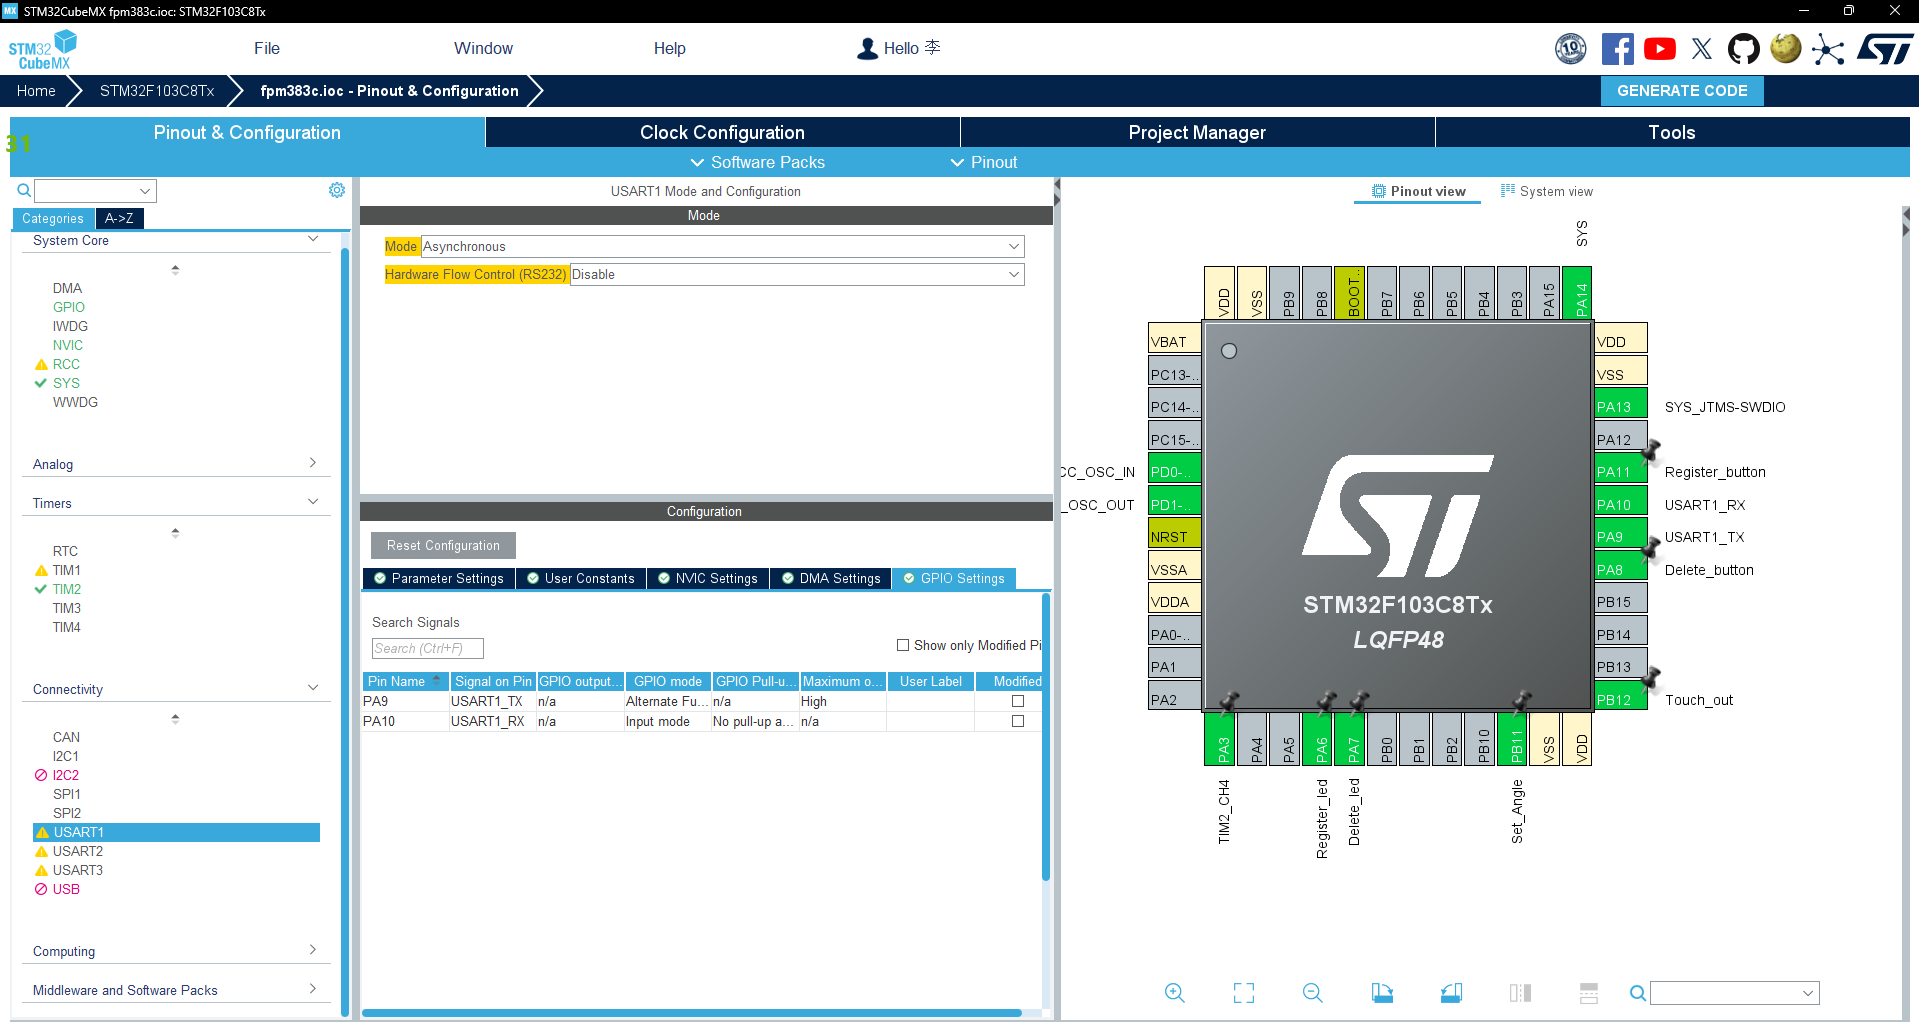 STM32CubeMX fpm383c.ioc: STM32F103C8Tx
STM32
CubeMX
File
Window
Help
Hello 李
10
ST
Home
STM32F103C8Tx
fpm383c.ioc - Pinout & Configuration
GENERATE CODE
31
Pinout & Configuration
Clock Configuration
Project Manager
Tools
Software Packs
Pinout
Categories
A->Z
System Core
DMA
GPIO
IWDG
NVIC
RCC
SYS
WWDG
Analog
Timers
RTC
TIM1
TIM2
TIM3
TIM4
Connectivity
CAN
I2C1
I2C2
SPI1
SPI2
USART1
USART2
USART3
USB
Computing
Middleware and Software Packs
USART1 Mode and Configuration
Mode
Mode Asynchronous
Hardware Flow Control (RS232) Disable
Configuration
Reset Configuration
Parameter Settings
User Constants
NVIC Settings
DMA Settings
GPIO Settings
Search Signals
Search (Ctrl+F)
Show only Modified Pi
Pin Name Signal on Pin GPIO output... GPIO mode GPIO Pull-u... Maximum o... User Label Modified
PA9 USART1_TX n/a Alternate Fu... n/a High
PA10 USART1_RX n/a Input mode No pull-up a... n/a
Pinout view
System view
SYS
VDD
VSS
PB9
PB8
BOOT..
PB7
PB6
PB5
PB4
PB3
PA15
PA14
VBAT
PC13-..
PC14-..
PC15-..
CC_OSC_IN PD0-..
_OSC_OUT PD1-..
NRST
VSSA
VDDA
PA0-..
PA1
PA2
ST
STM32F103C8Tx
LQFP48
VDD
VSS
PA13 SYS_JTMS-SWDIO
PA12
PA11 Register_button
PA10 USART1_RX
PA9 USART1_TX
PA8 Delete_button
PB15
PB14
PB13
PB12 Touch_out
PA3
PA4
PA5
PA6
PA7
PB0
PB1
PB2
PB10
PB11
VSS
VDD
TIM2_CH4
Register_led
Delete_led
Set_Angle